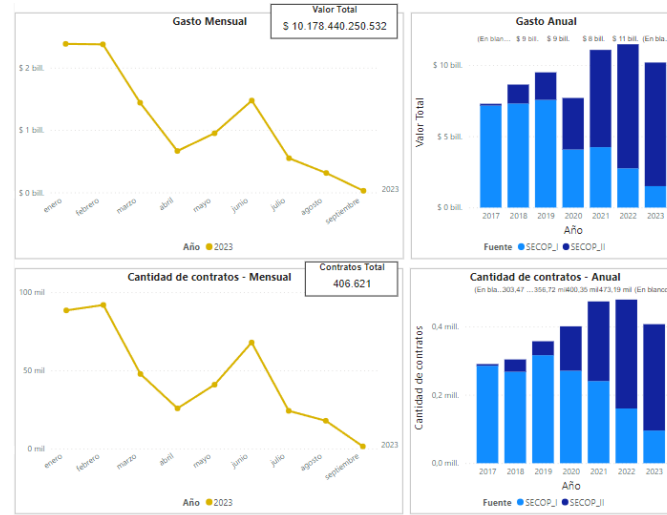 Gasto Mensual
Valor Total
$ 10.178.440.250.532
$ 2 bill.
$ 1 bill.
$ 0 bill.
enero
febrero
marzo
abril
mayo
junio
julio
agosto
septiembre
2023
Año 2023
Gasto Anual
(En blan... $ 9 bill. $ 9 bill. $ 8 bill. $ 11 bill. (En bla...
Valor Total
$ 10 bill.
$ 5 bill.
$ 0 bill.
2017 2018 2019 2020 2021 2022 2023
Año
Fuente SECOP_I SECOP_II
Cantidad de contratos - Mensual
Contratos Total
406.621
100 mil
50 mil
0 mil
enero
febrero
marzo
abril
mayo
junio
julio
agosto
septiembre
2023
Año 2023
Cantidad de contratos - Anual
(En bla...303,47 ...356,72 mil400,35 mil473,19 mil (En blanco)
Cantidad de contratos
0,4 mill.
0,2 mill.
0,0 mill.
2017 2018 2019 2020 2021 2022 2023
Año
Fuente SECOP_I SECOP_II